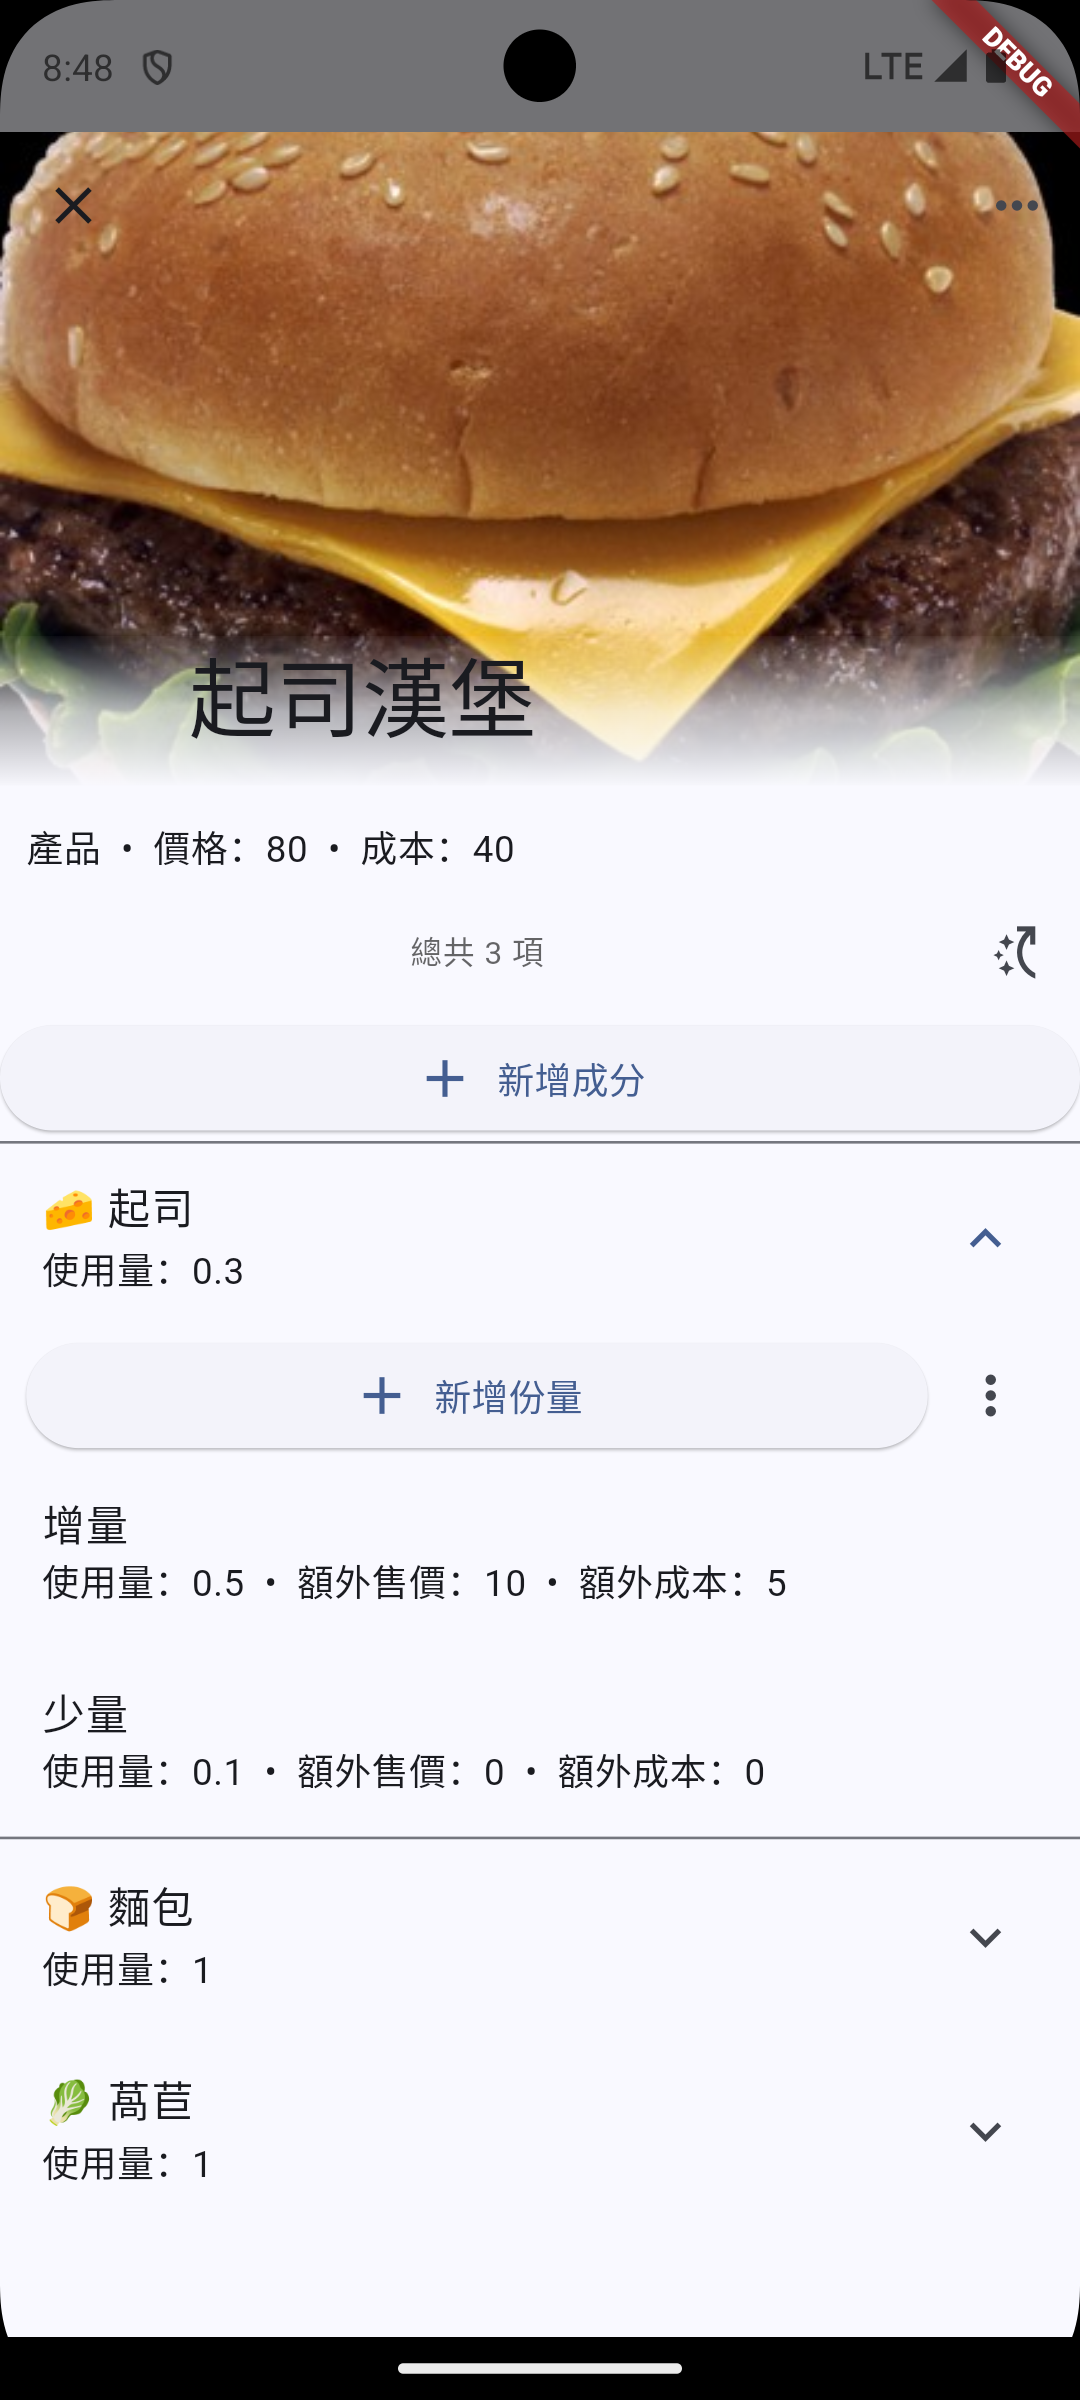 8:48
LTE
DEBUG
起司漢堡
產品 • 價格：80 • 成本：40
總共 3 項
新增成分
起司
使用量：0.3
新增份量
增量
使用量：0.5 • 額外售價：10 • 額外成本：5
少量
使用量：0.1 • 額外售價：0 • 額外成本：0
麵包
使用量：1
萵苣
使用量：1